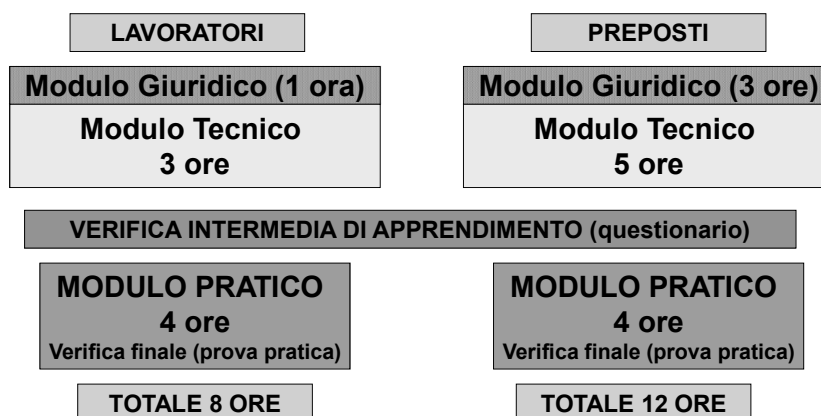 LAVORATORI
Modulo Giuridico (1 ora)
Modulo Tecnico
3 ore
PREPOSTI
Modulo Giuridico (3 ore)
Modulo Tecnico
5 ore
VERIFICA INTERMEDIA DI APPRENDIMENTO (questionario)
MODULO PRATICO
4 ore
Verifica finale (prova pratica)
TOTALE 8 ORE
MODULO PRATICO
4 ore
Verifica finale (prova pratica)
TOTALE 12 ORE